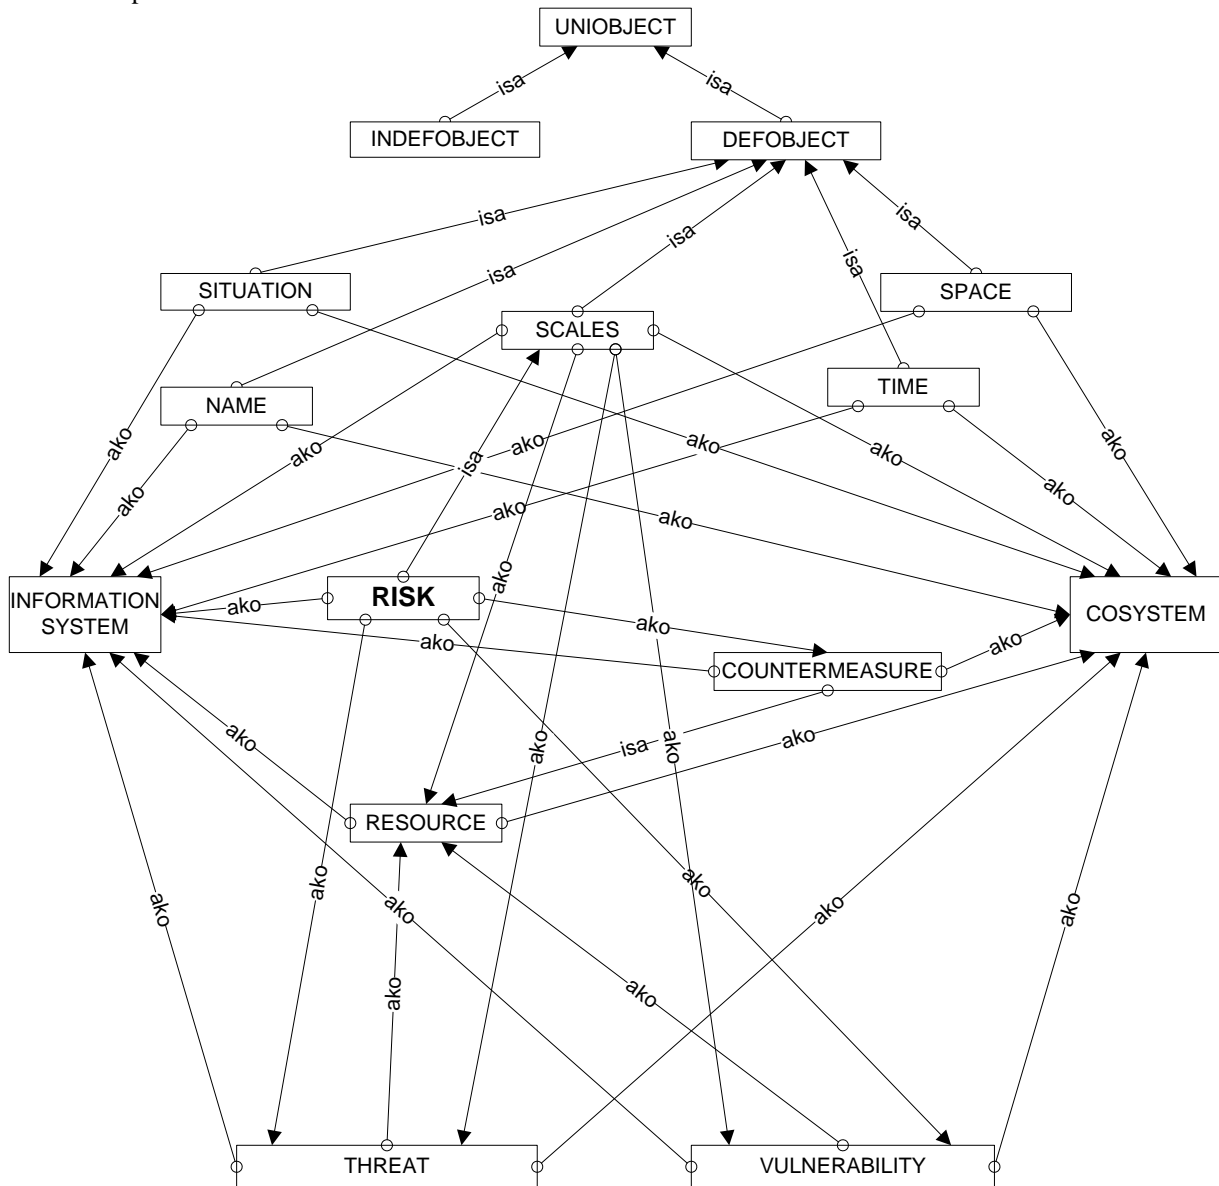 UNIOBJECT
isa
isa
INDEFOBJECT
DEFOBJECT
isa
isa
isa
isa
isa
SITUATION
SPACE
SCALES
NAME
TIME
ako
ako
ako
ako
ako
ako
isa
ako
ako
ako
ako
ako
INFORMATION
SYSTEM
RISK
COSYSTEM
ako
ako
ako
ako
ako
COUNTERMEASURE
ako
ako
ako
isa
ako
RESOURCE
ako
ako
ako
ako
ako
ako
ako
ako
THREAT
VULNERABILITY